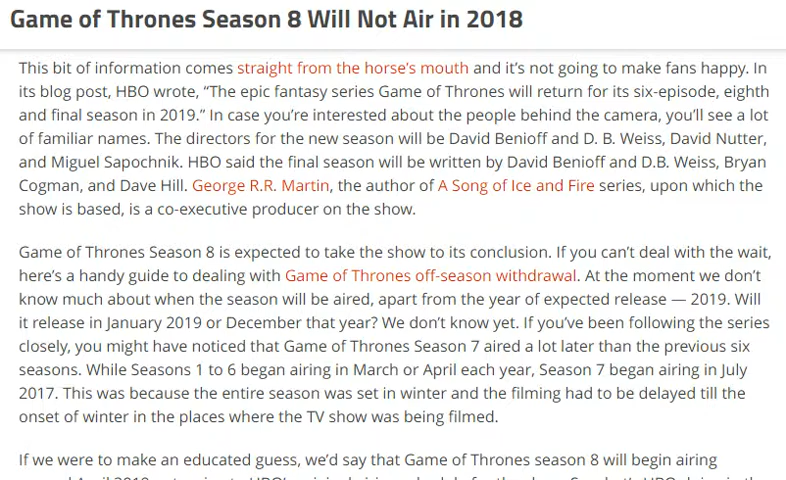 Game of Thrones Season 8 Will Not Air in 2018
This bit of information comes straight from the horse's mouth and it's not going to make fans happy. In
its blog post, HBO wrote, “The epic fantasy series Game of Thrones will return for its six-episode, eighth
and final season in 2019.” In case you're interested about the people behind the camera, you'll see a lot
of familiar names. The directors for the new season will be David Benioff and D. B. Weiss, David Nutter,
and Miguel Sapochnik. HBO said the final season will be written by David Benioff and D.B. Weiss, Bryan
Cogman, and Dave Hill. George R.R. Martin, the author of A Song of Ice and Fire series, upon which the
show is based, is a co-executive producer on the show.
Game of Thrones Season 8 is expected to take the show to its conclusion. If you can't deal with the wait,
here's a handy guide to dealing with Game of Thrones off-season withdrawal. At the moment we don't
know much about when the season will be aired, apart from the year of expected release — 2019. Will
it release in January 2019 or December that year? We don't know yet. If you've been following the series
closely, you might have noticed that Game of Thrones Season 7 aired a lot later than the previous six
seasons. While Seasons 1 to 6 began airing in March or April each year, Season 7 began airing in July
2017. This was because the entire season was set in winter and the filming had to be delayed till the
onset of winter in the places where the TV show was being filmed.
If we were to make an educated guess, we'd say that Game of Thrones season 8 will begin airing